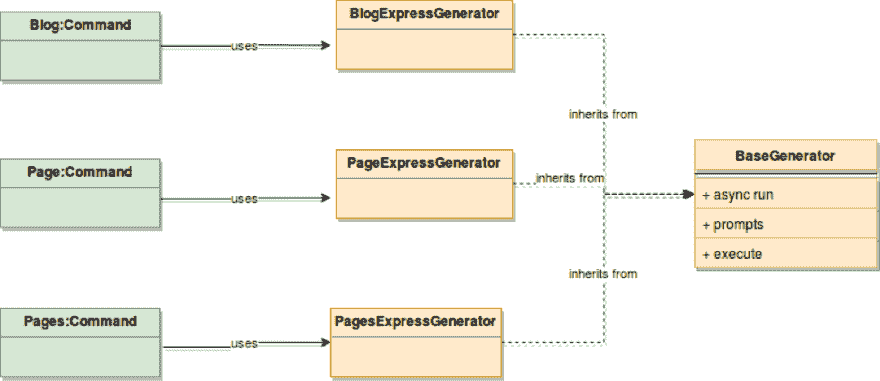 Blog:Command
uses
BlogExpressGenerator
inherits from
Page:Command
uses
PageExpressGenerator
inherits from
BaseGenerator
+ async run
+ prompts
+ execute
inherits from
Pages:Command
uses
PagesExpressGenerator